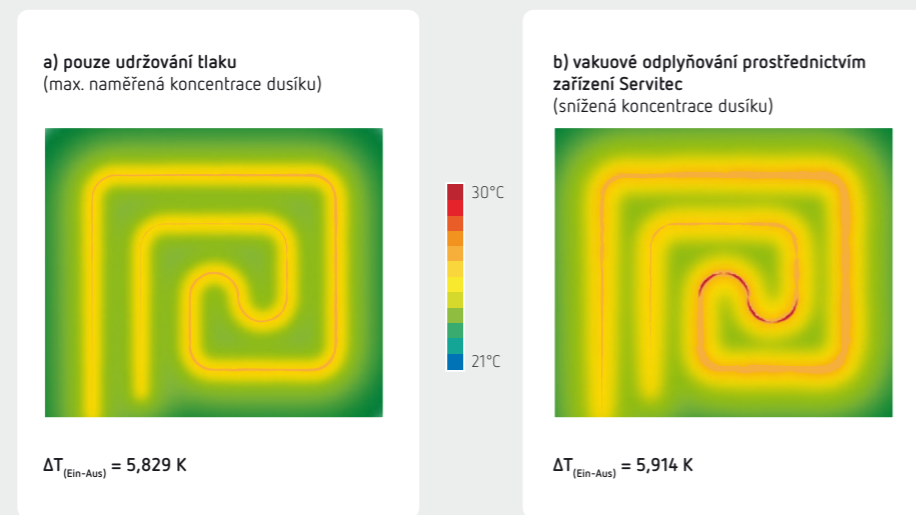 a) pouze udržování tlaku
(max. naměřená koncentrace dusíku)
ΔT(Ein-Aus) = 5,829 K
30°C
21°C
b) vakuové odplyňování prostřednictvím
zařízení Servitec
(snížená koncentrace dusíku)
ΔT(Ein-Aus) = 5,914 K